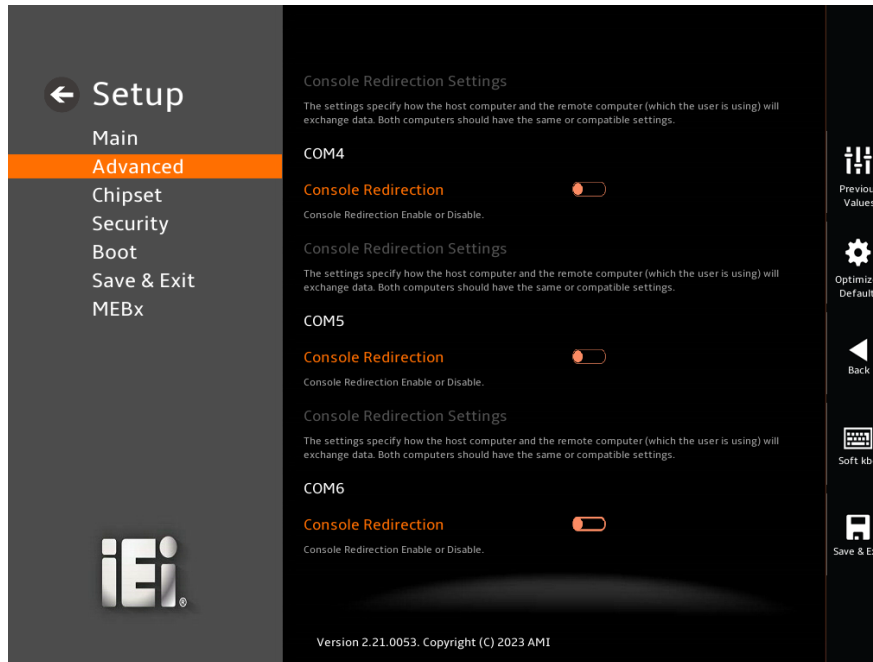 Setup
Main
Advanced
Chipset
Security
Boot
Save & Exit
MEBx
iEi®
Console Redirection Settings
The settings specify how the host computer and the remote computer (which the user is using) will
exchange data. Both computers should have the same or compatible settings.
COM4
Console Redirection
Console Redirection Enable or Disable.
Console Redirection Settings
The settings specify how the host computer and the remote computer (which the user is using) will
exchange data. Both computers should have the same or compatible settings.
COM5
Console Redirection
Console Redirection Enable or Disable.
Console Redirection Settings
The settings specify how the host computer and the remote computer (which the user is using) will
exchange data. Both computers should have the same or compatible settings.
COM6
Console Redirection
Console Redirection Enable or Disable.
Version 2.21.0053. Copyright (C) 2023 AMI
Previou
Values
Optimiz
Default
Back
Soft kb
Save & E